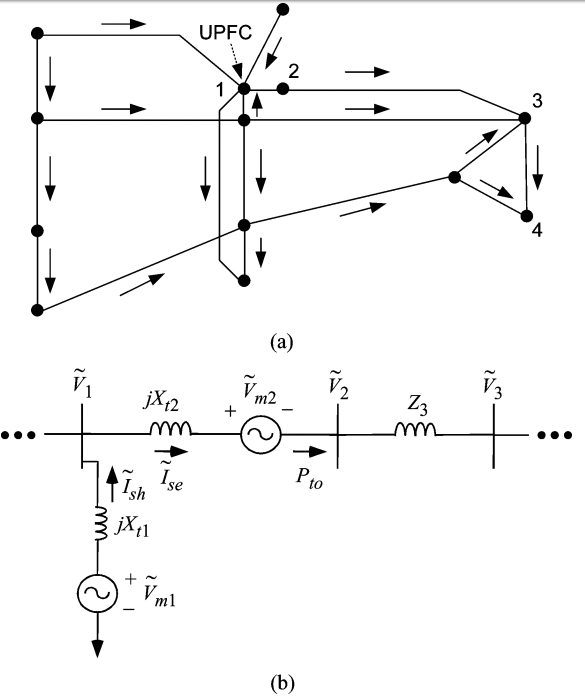 UPFC
1
2
3
4
(a)
Ṽ1
jXt2
+
Ṽm2
−
Ṽ2
Z3
Ṽ3
Ĩsh
Ĩse
Pto
jXt1
+
−
Ṽm1
(b)